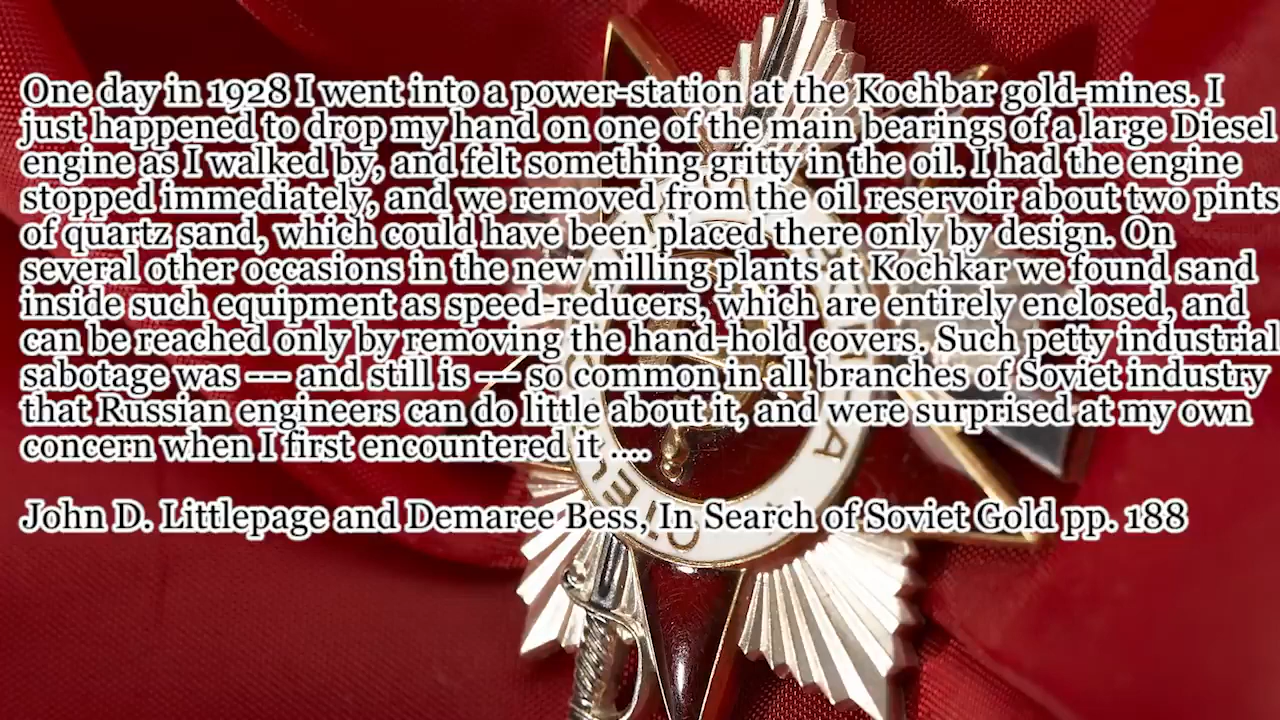 One day in 1928 I went into a power-station at the Kochbar gold-mines. I
just happened to drop my hand on one of the main bearings of a large Diesel
engine as I walked by, and felt something gritty in the oil. I had the engine
stopped immediately, and we removed from the oil reservoir about two pints
of quartz sand, which could have been placed there only by design. On
several other occasions in the new milling plants at Kochkar we found sand
inside such equipment as speed-reducers, which are entirely enclosed, and
can be reached only by removing the hand-hold covers. Such petty industrial
sabotage was –– and still is –– so common in all branches of Soviet industry
that Russian engineers can do little about it, and were surprised at my own
concern when I first encountered it ....
John D. Littlepage and Demaree Bess, In Search of Soviet Gold pp. 188